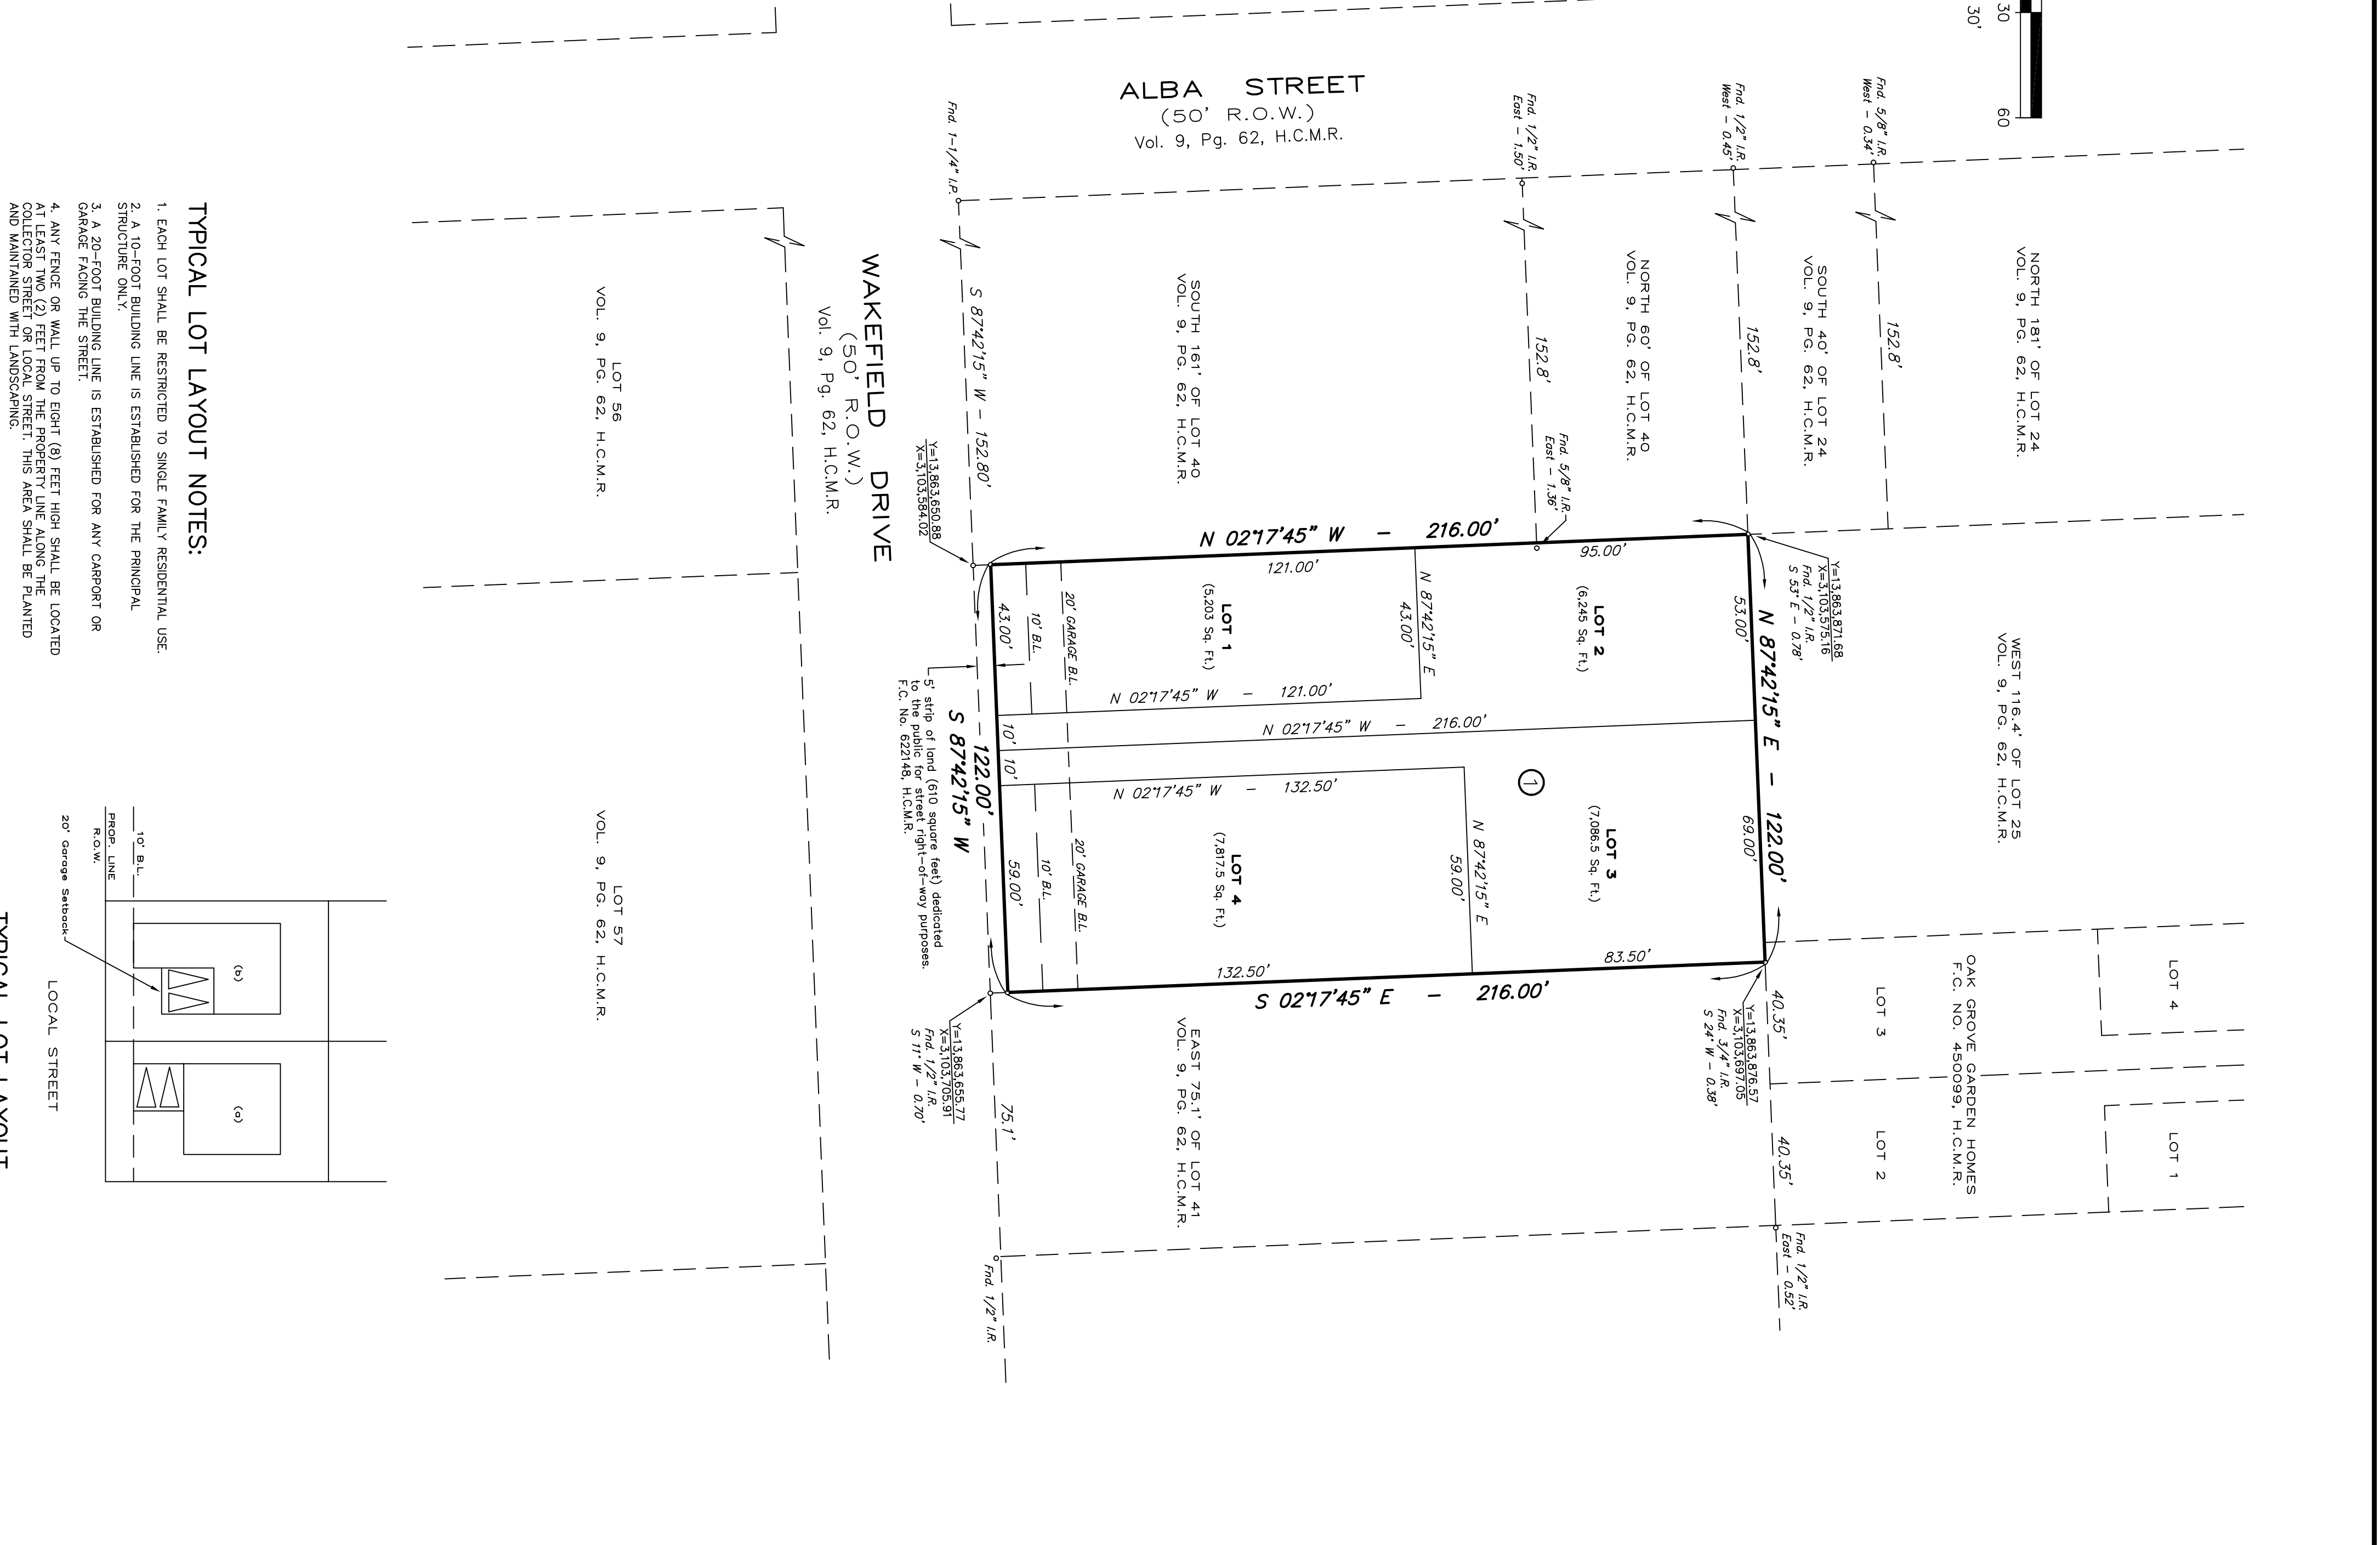 30
60
30'
ALBA STREET
(50' R.O.W.)
Vol. 9, Pg. 62, H.C.M.R.
Fnd. 1-1/4" I.P.
Fnd. 1/2" I.R.
East - 1.50'
Fnd. 1/2" I.R.
West - 0.45'
Fnd. 5/8" I.R.
West - 0.34'
NORTH 181' OF LOT 24
VOL. 9, PG. 62, H.C.M.R.
152.8'
SOUTH 40' OF LOT 24
VOL. 9, PG. 62, H.C.M.R.
152.8'
NORTH 60' OF LOT 40
VOL. 9, PG. 62, H.C.M.R.
152.8'
Fnd. 5/8" I.R.
East - 1.36'
SOUTH 161' OF LOT 40
VOL. 9, PG. 62, H.C.M.R.
S 87°42'15" W - 152.80'
Y=13,863,650.88
X=3,103,584.02
WAKEFIELD DRIVE
(50' R.O.W.)
Vol. 9, Pg. 62, H.C.M.R.
LOT 56
VOL. 9, PG. 62, H.C.M.R.
LOT 57
VOL. 9, PG. 62, H.C.M.R.
WEST 116.4' OF LOT 25
VOL. 9, PG. 62, H.C.M.R.
Y=13,863,871.68
X=3,103,575.16
Fnd. 1/2" I.R.
S 53° E - 0.78'
N 87°42'15" E - 122.00'
53.00'
69.00'
N 02°17'45" W - 216.00'
121.00'
95.00'
LOT 2
(6,245 Sq. Ft.)
N 87°42'15" E
43.00'
LOT 1
(5,203 Sq. Ft.)
20' GARAGE B.L.
10' B.L.
43.00'
N 02°17'45" W - 121.00'
N 02°17'45" W - 216.00'
10'
10'
N 02°17'45" W - 132.50'
1
LOT 3
(7,086.5 Sq. Ft.)
N 87°42'15" E
59.00'
LOT 4
(7,817.5 Sq. Ft.)
20' GARAGE B.L.
10' B.L.
59.00'
132.50'
83.50'
S 02°17'45" E - 216.00'
122.00'
S 87°42'15" W
5' strip of land (610 square feet) dedicated
to the public for street right-of-way purposes.
F.C. No. 622148, H.C.M.R.
Y=13,863,655.77
X=3,103,705.91
Fnd. 1/2" I.R.
S 11° W - 0.70'
Y=13,863,876.57
X=3,103,697.05
Fnd. 3/4" I.R.
S 24° W - 0.38'
EAST 75.1' OF LOT 41
VOL. 9, PG. 62, H.C.M.R.
75.1'
Fnd. 1/2" I.R.
40.35'
40.35'
Fnd. 1/2" I.R.
East - 0.52'
LOT 4
LOT 1
OAK GROVE GARDEN HOMES
F.C. NO. 450099, H.C.M.R.
LOT 3
LOT 2
TYPICAL LOT LAYOUT NOTES:
1. EACH LOT SHALL BE RESTRICTED TO SINGLE FAMILY RESIDENTIAL USE.
2. A 10-FOOT BUILDING LINE IS ESTABLISHED FOR THE PRINCIPAL
STRUCTURE ONLY.
3. A 20-FOOT BUILDING LINE IS ESTABLISHED FOR ANY CARPORT OR
GARAGE FACING THE STREET.
4. ANY FENCE OR WALL UP TO EIGHT (8) FEET HIGH SHALL BE LOCATED
AT LEAST TWO (2) FEET FROM THE PROPERTY LINE ALONG THE
COLLECTOR STREET OR LOCAL STREET. THIS AREA SHALL BE PLANTED
AND MAINTAINED WITH LANDSCAPING.
(b)
(a)
10' B.L.
PROP. LINE
R.O.W.
20' Garage Setback
LOCAL STREET
TYPICAL LOT LAYOUT